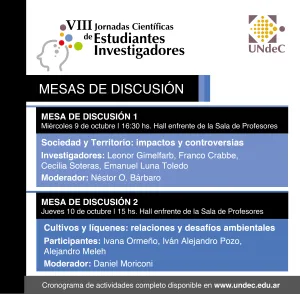 VIII Jornadas Científicas
de Estudiantes
Investigadores
UNdeC
MESAS DE DISCUSIÓN
MESA DE DISCUSIÓN 1
Miércoles 9 de octubre | 16:30 hs. Hall enfrente de la Sala de Profesores
Sociedad y Territorio: impactos y controversias
Investigadores: Leonor Gimelfarb, Franco Crabbe,
Cecilia Soteras, Emanuel Luna Toledo
Moderador: Néstor O. Bárbaro
MESA DE DISCUSIÓN 2
Jueves 10 de octubre | 15 hs. Hall enfrente de la Sala de Profesores
Cultivos y líquenes: relaciones y desafíos ambientales
Participantes: Ivana Ormeño, Iván Alejandro Pozo,
Alejandro Meleh
Moderador: Daniel Moriconi
Cronograma de actividades completo disponible en www.undec.edu.ar